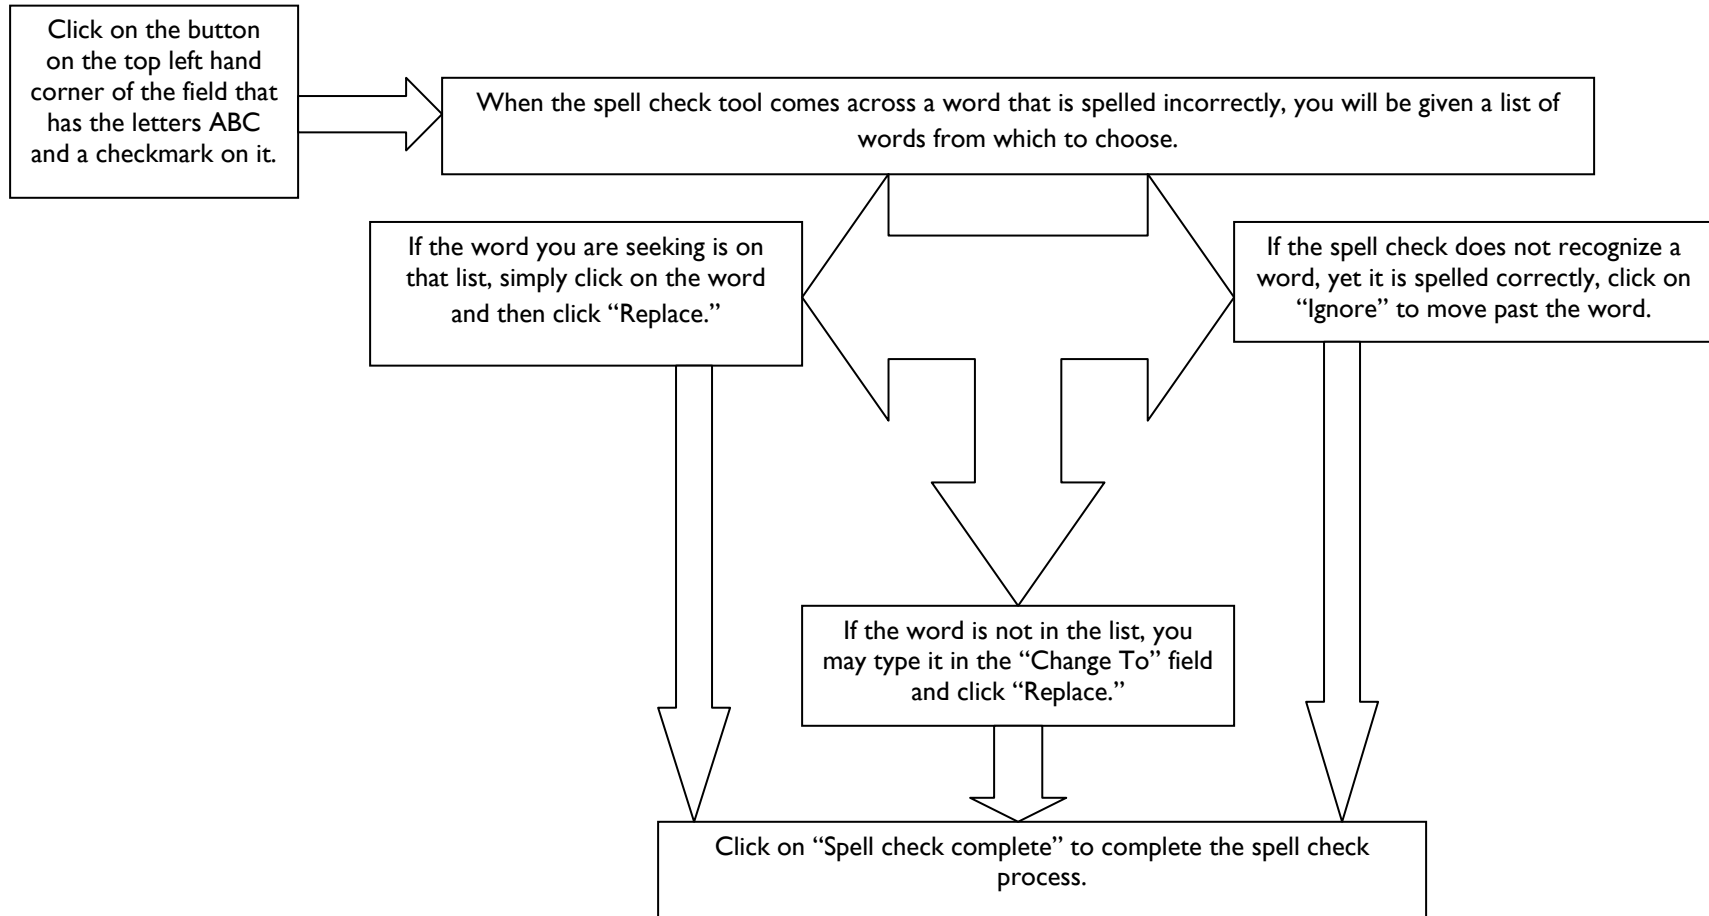 Click on the button
on the top left hand
corner of the field that
has the letters ABC
and a checkmark on it.
When the spell check tool comes across a word that is spelled incorrectly, you will be given a list of
words from which to choose.
If the word you are seeking is on
that list, simply click on the word
and then click “Replace.”
If the spell check does not recognize a
word, yet it is spelled correctly, click on
“Ignore” to move past the word.
If the word is not in the list, you
may type it in the “Change To” field
and click “Replace.”
Click on “Spell check complete” to complete the spell check
process.